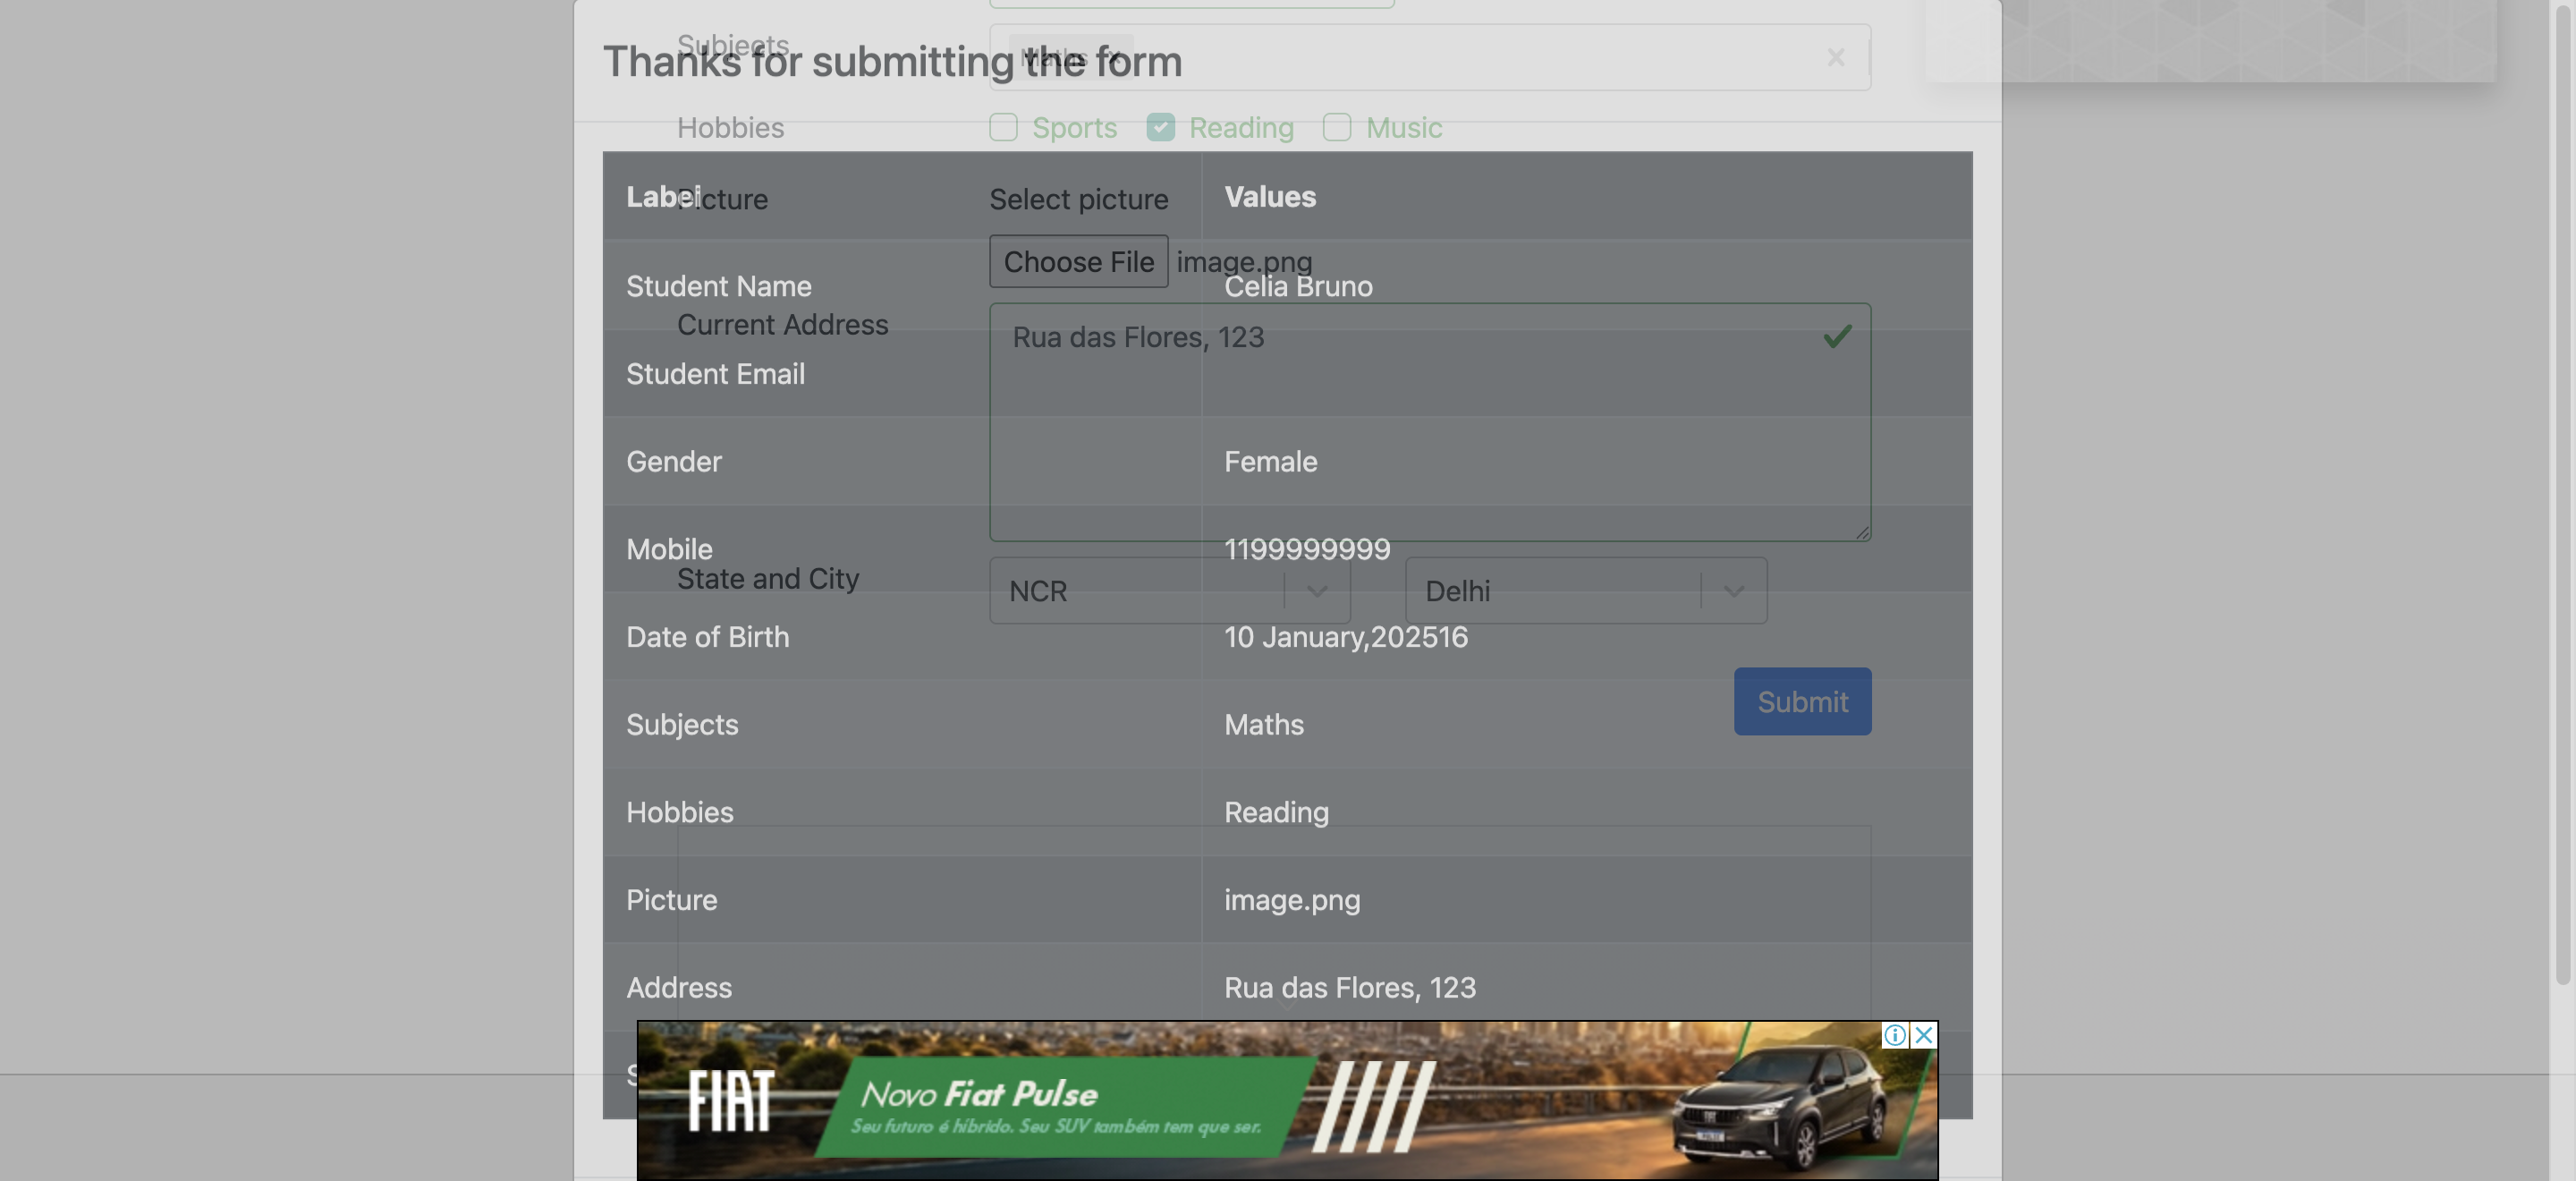 Subjects
Maths ×
Thanks for submitting the form
Hobbies
Sports
Reading
Music
Label
Values
Picture
Select picture
Choose File image.png
Student Name
Celia Bruno
Current Address
Rua das Flores, 123
Student Email
Gender
Female
Mobile
1199999999
State and City
NCR
Delhi
Date of Birth
10 January,202516
Submit
Subjects
Maths
Hobbies
Reading
Picture
image.png
Address
Rua das Flores, 123
S
FIAT
Novo Fiat Pulse
Seu futuro é híbrido. Seu SUV também tem que ser.